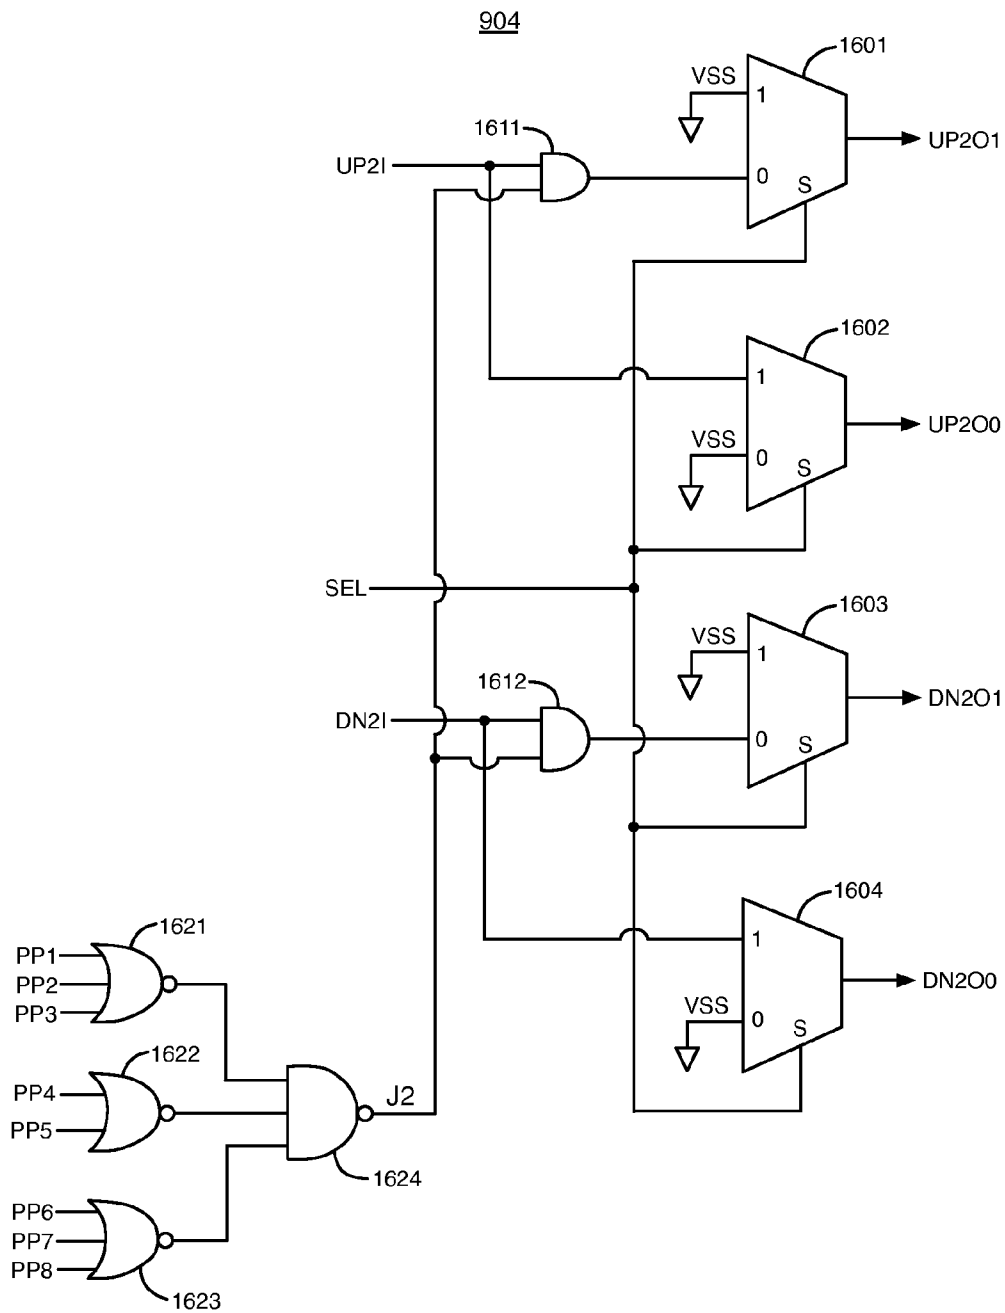 904
1601
VSS
1
1611
UP2I
UP2O1
0
S
1602
1
UP2O0
VSS
0
S
SEL
1603
VSS
1
1612
DN2I
DN2O1
0
S
1604
1
DN2O0
VSS
0
S
1621
PP1
PP2
PP3
1622
PP4
PP5
J2
1624
PP6
PP7
PP8
1623